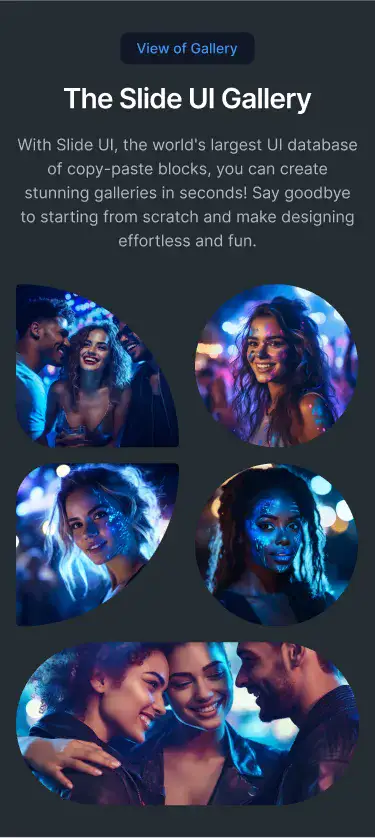 View of Gallery
The Slide UI Gallery
With Slide UI, the world's largest UI database
of copy-paste blocks, you can create
stunning galleries in seconds! Say goodbye
to starting from scratch and make designing
effortless and fun.